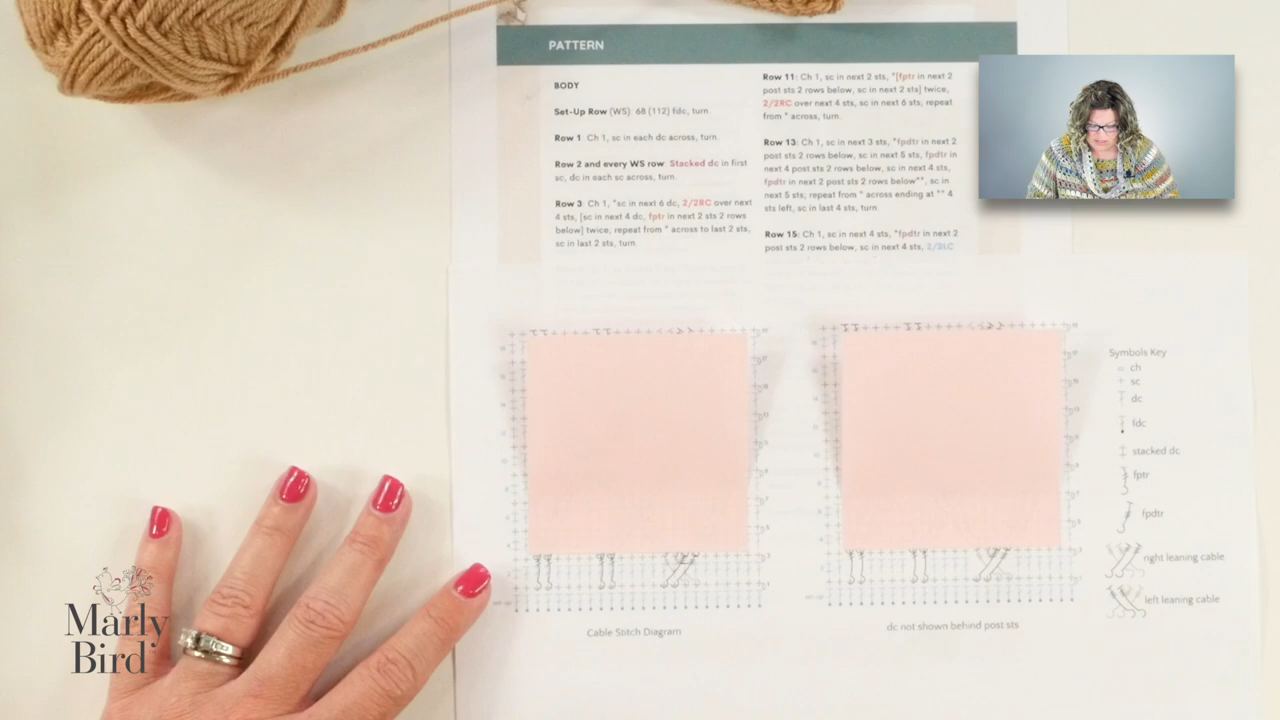 PATTERN
BODY
Set-Up Row (WS): 68 (112) fdc, turn.
Row 1: Ch 1, sc in each dc across, turn.
Row 2 and every WS row: Stacked dc in first
sc, dc in each sc across, turn.
Row 3: Ch 1, *sc in next 6 dc, 2/2RC over next
4 sts, [sc in next 4 dc, fptr in next 2 sts 2 rows
below] twice, repeat from * across to last 2 sts,
sc in last 2 sts, turn.
Row 11: Ch 1, sc in next 2 sts, *[fptr in next 2
post sts 2 rows below, sc in next 2 sts] twice,
2/2RC over next 4 sts, sc in next 6 sts, repeat
from * across, turn.
Row 13: Ch 1, sc in next 3 sts, *fpdtr in next 2
post sts 2 rows below, sc in next 5 sts, fpdtr in
next 4 post sts 2 rows below, sc in next 4 sts,
fpdtr in next 2 post sts 2 rows below**, sc in
next 5 sts, repeat from * across ending at ** 4
sts left, sc in last 4 sts, turn.
Row 15: Ch 1, sc in next 4 sts, *fpdtr in next 2
post sts 2 rows below, sc in next 4 sts, 2/2LC
Symbols Key
ch
sc
dc
fdc
stacked dc
fptr
fpdtr
right leaning cable
left leaning cable
Cable Stitch Diagram
dc not shown behind post sts
Marly
Bird